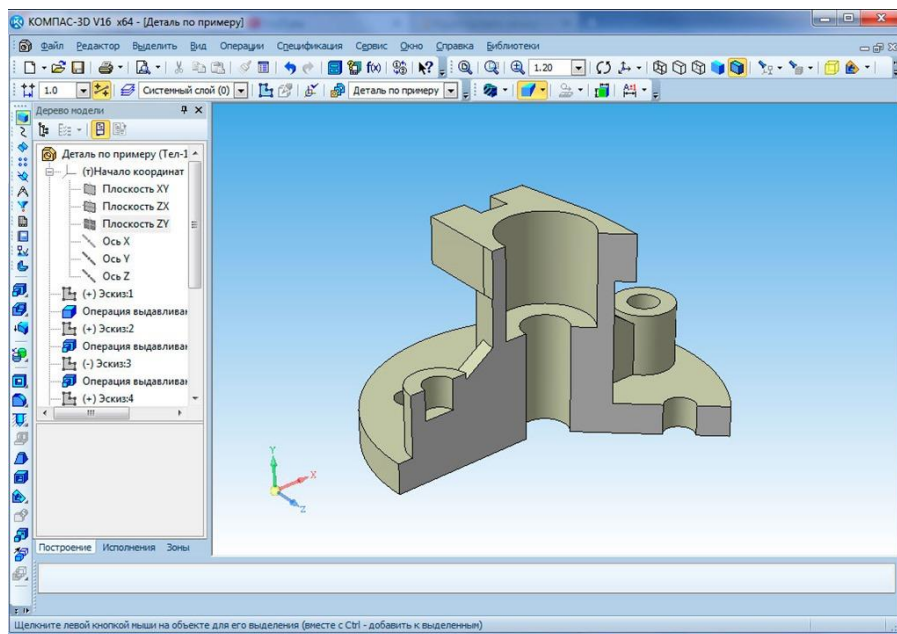 КОМПАС-3D V16 x64 - [Деталь по примеру]
Файл Редактор Выделить Вид Операции Спецификация Сервис Окно Справка Библиотеки
f(x) 1.20
1.0 Системный слой (0) Деталь по примеру
Дерево модели
Деталь по примеру (Тел-1
(т)Начало координат
Плоскость XY
Плоскость ZX
Плоскость ZY
Ось X
Ось Y
Ось Z
(+) Эскиз:1
Операция выдавливан
(+) Эскиз:2
Операция выдавливан
(-) Эскиз:3
Операция выдавливан
(+) Эскиз:4
Y
X
Z
Построение Исполнения Зоны
Щелкните левой кнопкой мыши на объекте для его выделения (вместе с Ctrl - добавить к выделенным)